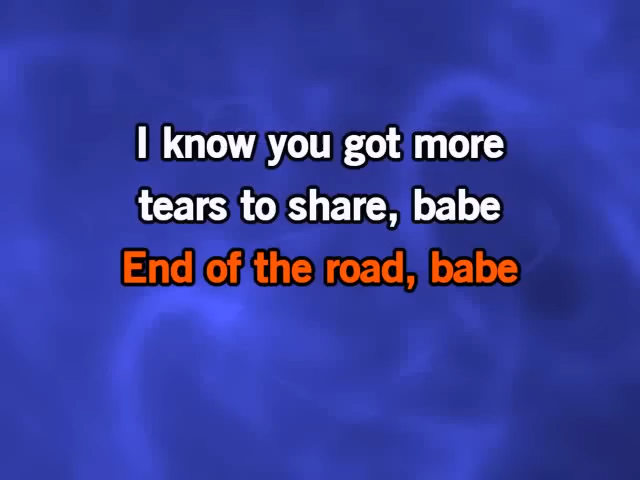 I know you got more
tears to share, babe
End of the road, babe